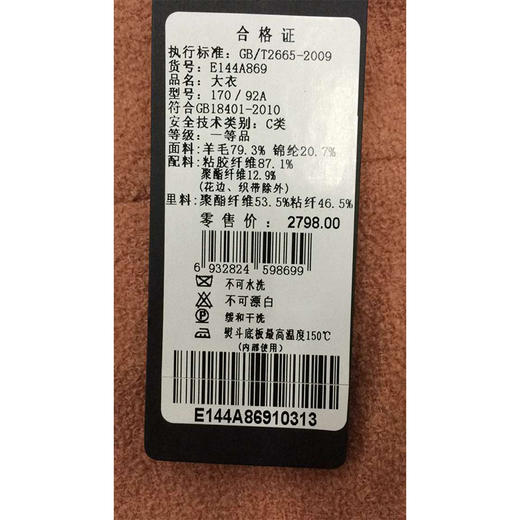 合格证
执行标准: GB/T2665-2009
货号: E144A869
品名: 大衣
型号: 170/92A
符合GB18401-2010
安全技术类别: C类
等级: 一等品
面料:羊毛79.3% 锦纶20.7%
配料:粘胶纤维87.1%
聚酯纤维12.9%
(花边、织带除外)
里料:聚酯纤维53.5%粘纤46.5%
零售价: 2798.00
6 932824 598699
不可水洗
不可漂白
P 缓和干洗
熨斗底板最高温度150℃
(内部使用)
E144A86910313